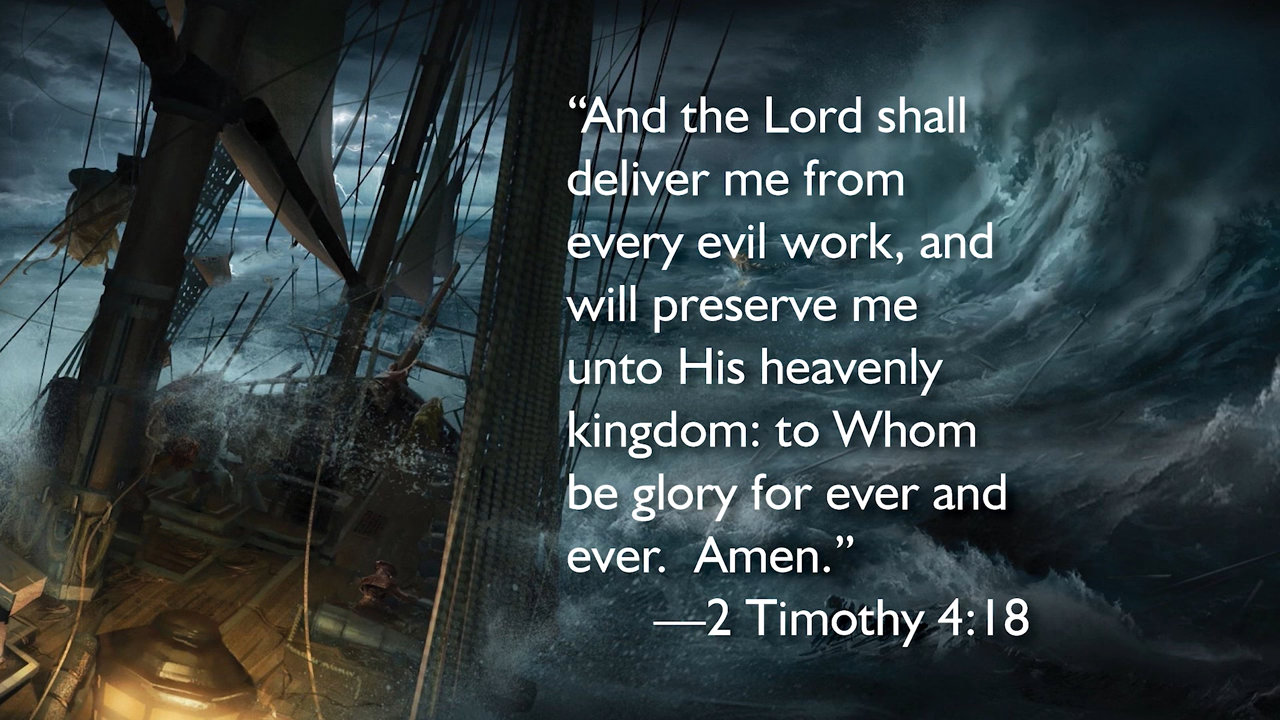 “And the Lord shall
deliver me from
every evil work, and
will preserve me
unto His heavenly
kingdom: to Whom
be glory for ever and
ever.  Amen.”
—2 Timothy 4:18